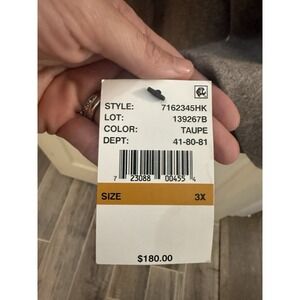 STYLE: 7162345HK
LOT: 139267B
COLOR: TAUPE
DEPT: 41-80-81
7 23088 00455 4
SIZE 3X
$180.00